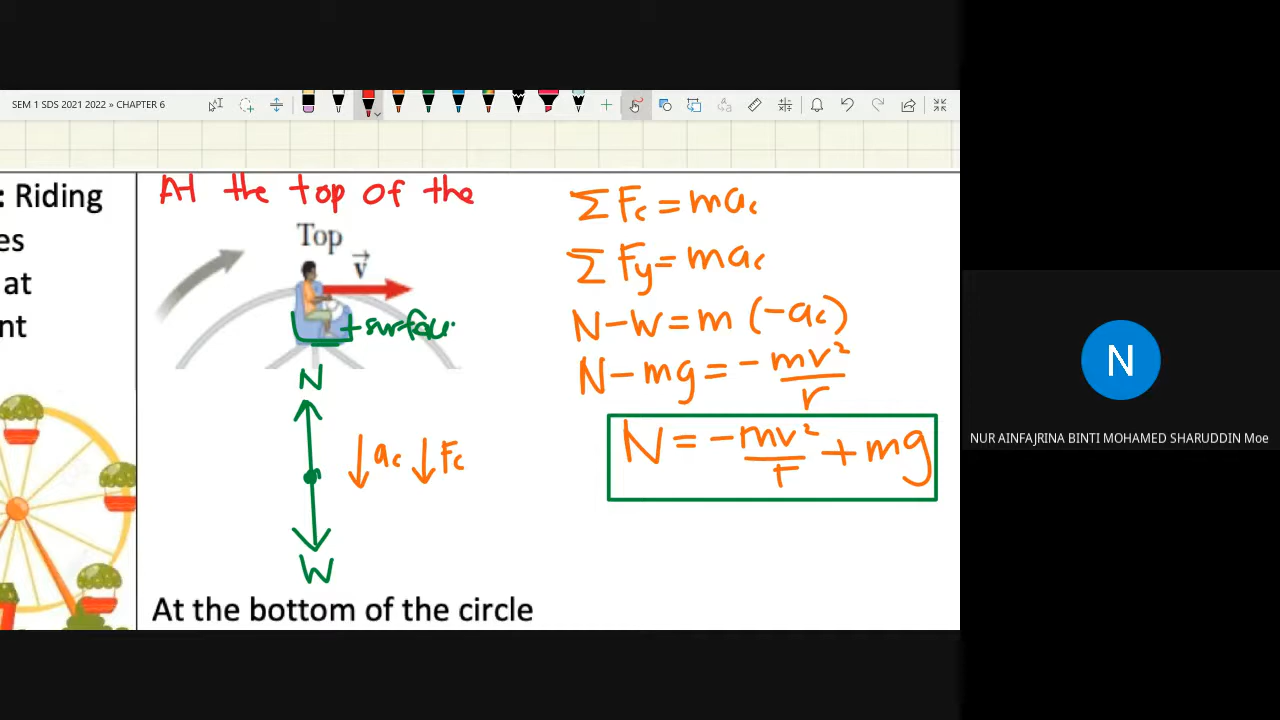 SEM 1 SDS 2021 2022 » CHAPTER 6
: Riding
es
at
nt
At the top of the
Top
v
+ surface
N
ac Fc
W
ΣFc = mac
ΣFy = mac
N - W = m (-ac)
N - mg = - mv²/r
N = - mv²/r + mg
At the bottom of the circle
N
NUR AINFAJRINA BINTI MOHAMED SHARUDDIN Moe